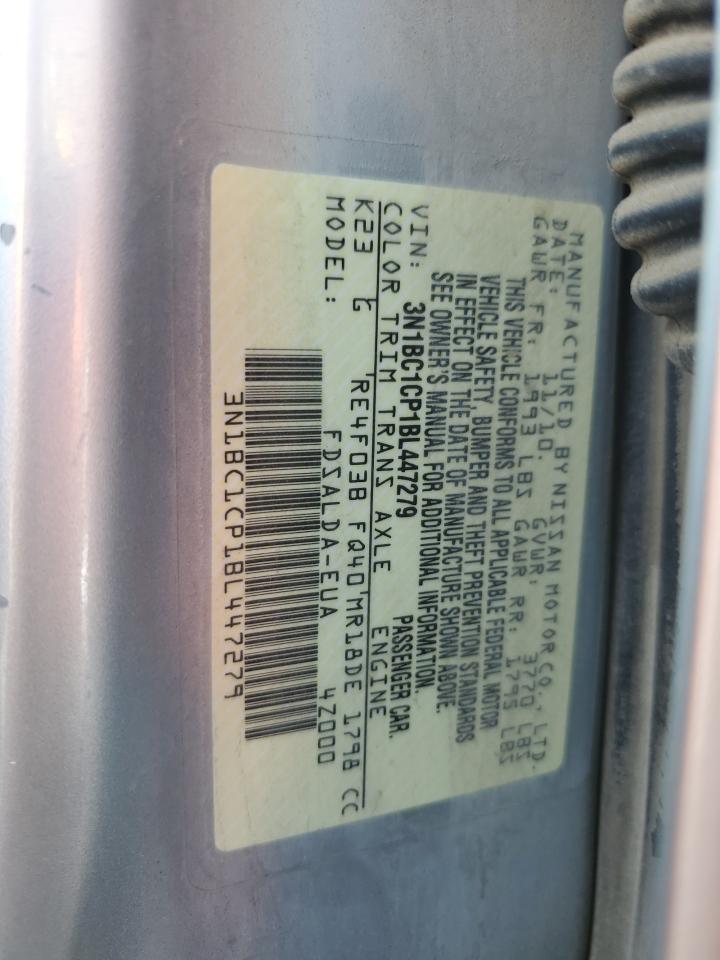 MANUFACTURED BY NISSAN MOTOR CO., LTD.
DATE: 11/10. GVWR: 3770 LBS
GAWR FR: 1993 LBS GAWR RR: 1795 LBS
THIS VEHICLE CONFORMS TO ALL APPLICABLE FEDERAL MOTOR
VEHICLE SAFETY, BUMPER AND THEFT PREVENTION STANDARDS
IN EFFECT ON THE DATE OF MANUFACTURE SHOWN ABOVE.
SEE OWNER'S MANUAL FOR ADDITIONAL INFORMATION.
VIN: 3N1BC1CP1BL447279 PASSENGER CAR.
COLOR TRIM TRANS AXLE ENGINE
K23 G RE4F03B FQ40 MR18DE 1798 CC
MODEL: FDSALDA-EUA 4Z000
3N1BC1CP1BL447279